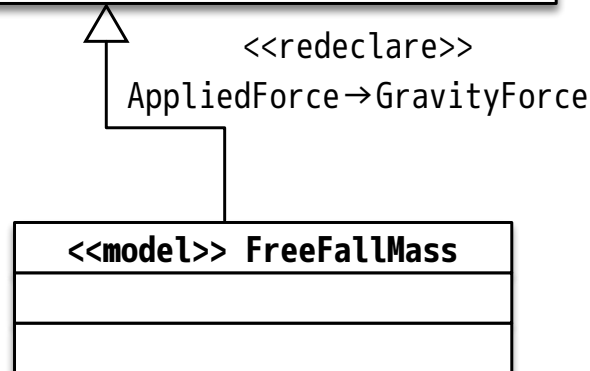 <<redeclare>>
AppliedForce→GravityForce
<<model>> FreeFallMass